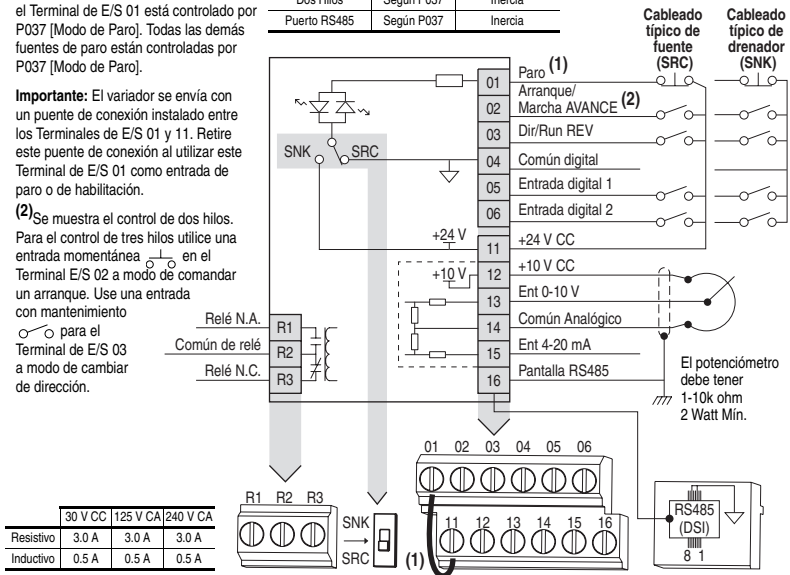 el Terminal de E/S 01 está controlado por
P037 [Modo de Paro]. Todas las demás
fuentes de paro están controladas por
P037 [Modo de Paro].
Importante: El variador se envía con
un puente de conexión instalado entre
los Terminales de E/S 01 y 11. Retire
este puente de conexión al utilizar este
Terminal de E/S 01 como entrada de
paro o de habilitación.
(2) Se muestra el control de dos hilos.
Para el control de tres hilos utilice una
entrada momentánea en el
Terminal E/S 02 a modo de comandar
un arranque. Use una entrada
con mantenimiento
para el
Terminal de E/S 03
a modo de cambiar
de dirección.
Dos Hilos Según P037 Inercia
Puerto RS485 Según P037 Inercia
Cableado típico de fuente (SRC)
Cableado típico de drenador (SNK)
SNK SRC
+24 V
+10 V
01 Paro (1)
02 Arranque/ Marcha AVANCE (2)
03 Dir/Run REV
04 Común digital
05 Entrada digital 1
06 Entrada digital 2
11 +24 V CC
12 +10 V CC
13 Ent 0-10 V
14 Común Analógico
15 Ent 4-20 mA
16 Pantalla RS485
Relé N.A. R1
Común de relé R2
Relé N.C. R3
El potenciómetro
debe tener
1-10k ohm
2 Watt Mín.
30 V CC 125 V CA 240 V CA
Resistivo 3.0 A 3.0 A 3.0 A
Inductivo 0.5 A 0.5 A 0.5 A
R1 R2 R3
SNK
SRC
(1)
01 02 03 04 05 06
11 12 13 14 15 16
RS485
(DSI)
8 1